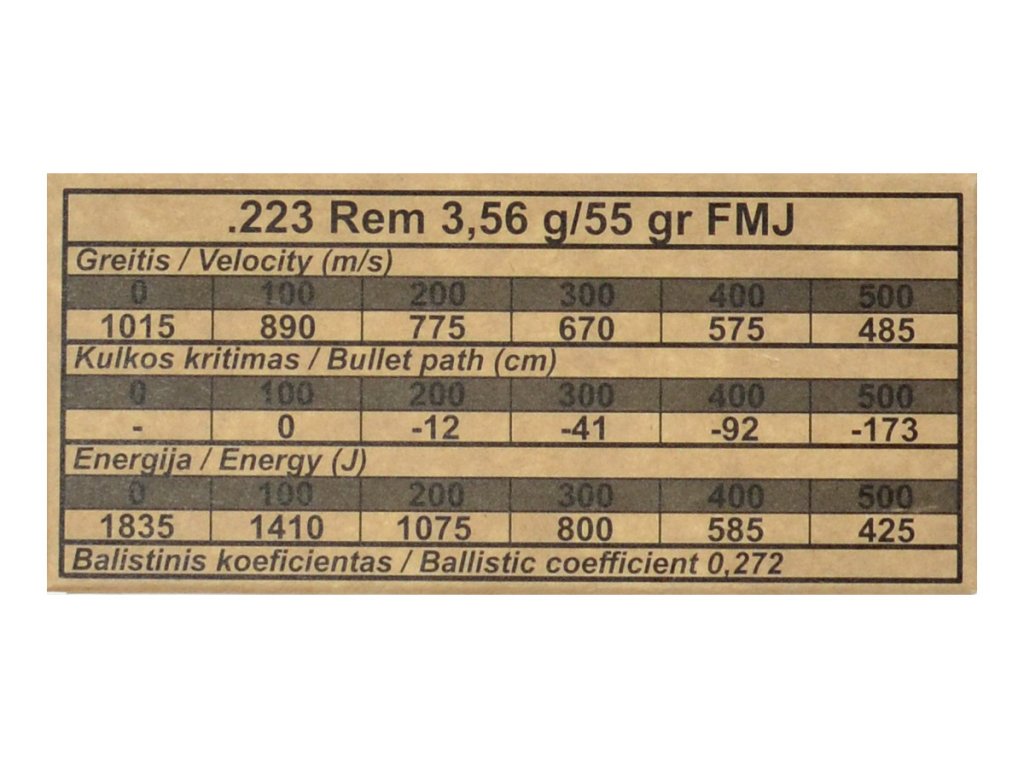 .223 Rem 3,56 g/55 gr FMJ
Greitis / Velocity (m/s)
0 100 200 300 400 500
1015 890 775 670 575 485
Kulkos kritimas / Bullet path (cm)
0 100 200 300 400 500
- 0 -12 -41 -92 -173
Energija / Energy (J)
0 100 200 300 400 500
1835 1410 1075 800 585 425
Balistinis koeficientas / Ballistic coefficient 0,272